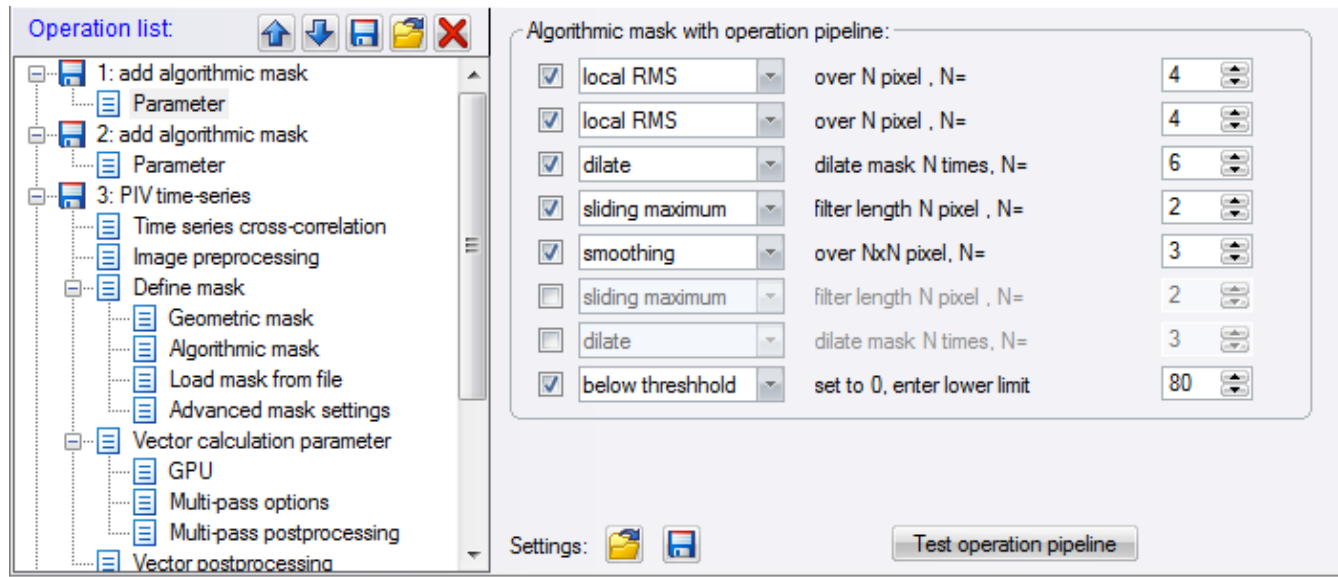 Operation list:
1: add algorithmic mask
Parameter
2: add algorithmic mask
Parameter
3: PIV time-series
Time series cross-correlation
Image preprocessing
Define mask
Geometric mask
Algorithmic mask
Load mask from file
Advanced mask settings
Vector calculation parameter
GPU
Multi-pass options
Multi-pass postprocessing
Vector postprocessing
Algorithmic mask with operation pipeline:
local RMS over N pixel , N= 4
local RMS over N pixel , N= 4
dilate dilate mask N times, N= 6
sliding maximum filter length N pixel , N= 2
smoothing over NxN pixel, N= 3
sliding maximum filter length N pixel , N= 2
dilate dilate mask N times, N= 3
below threshhold set to 0, enter lower limit 80
Settings: Test operation pipeline